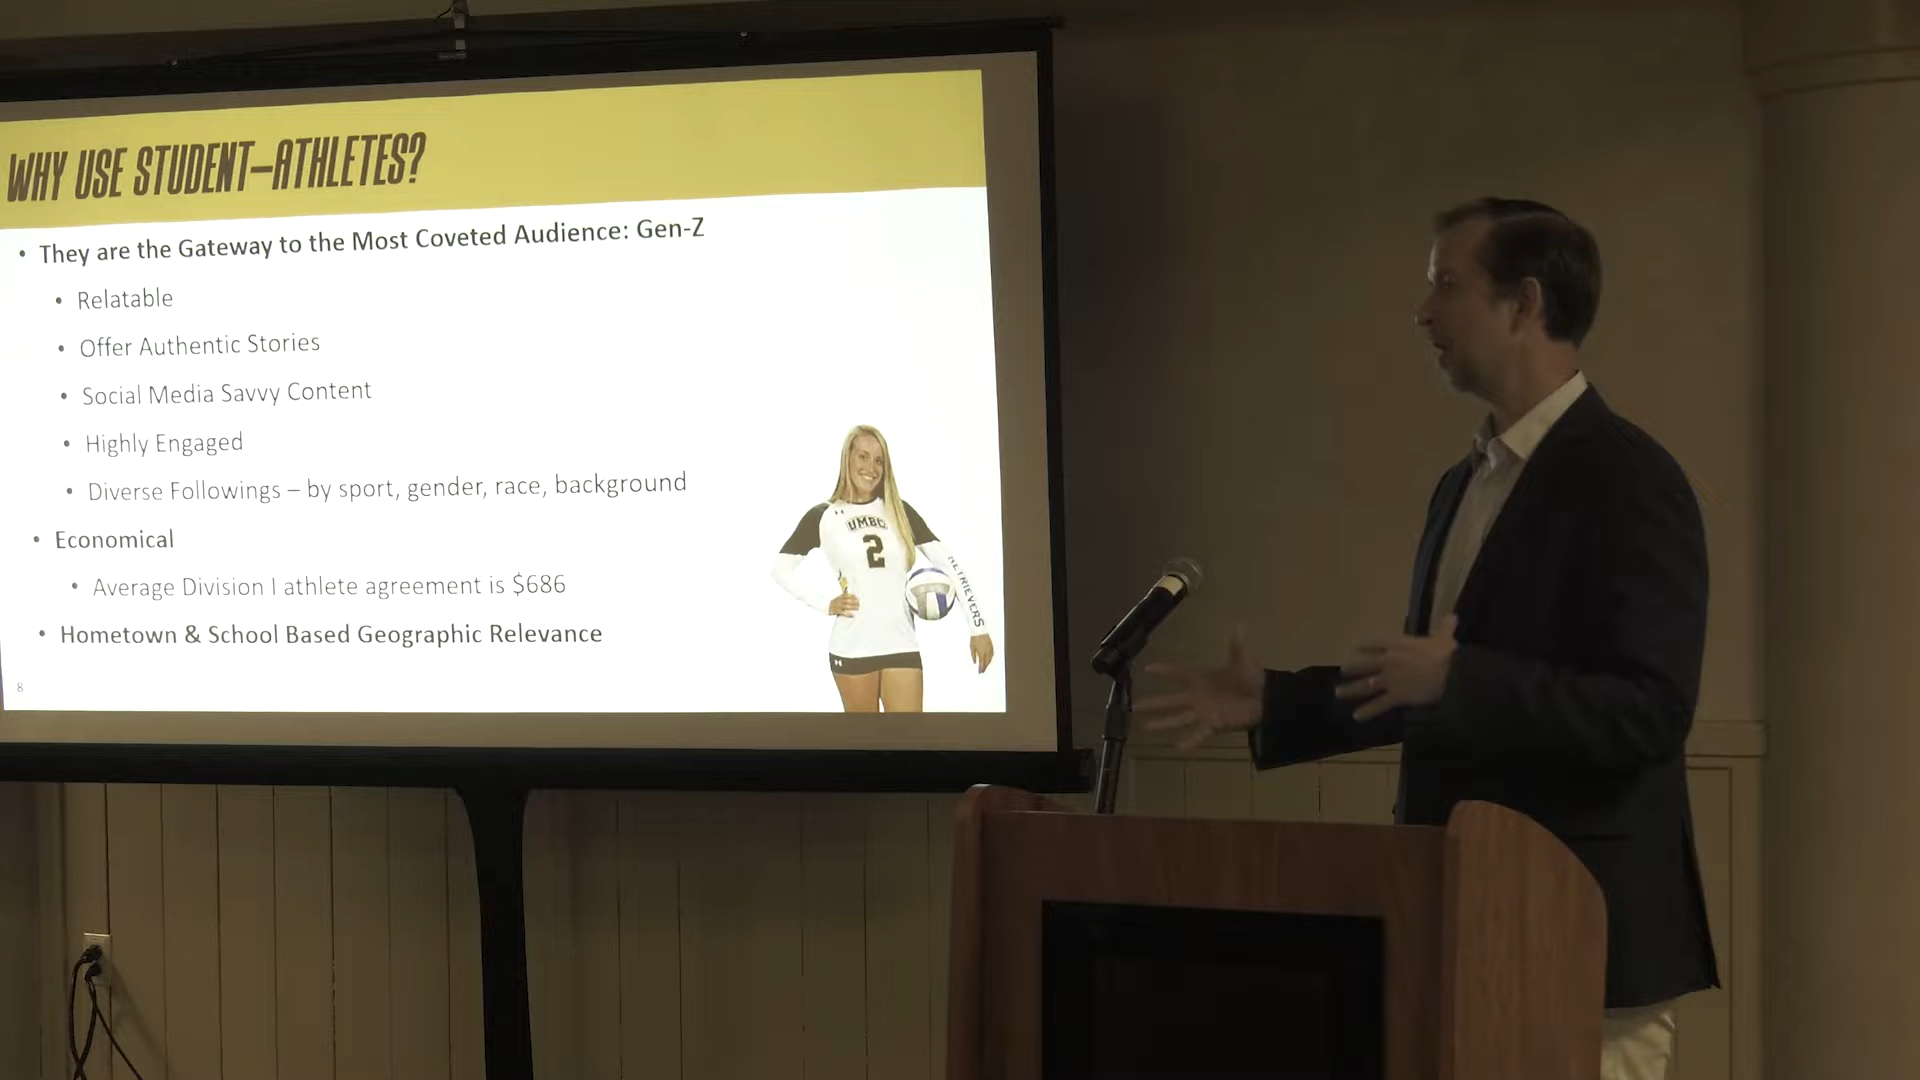 WHY USE STUDENT–ATHLETES?
• They are the Gateway to the Most Coveted Audience: Gen-Z
• Relatable
• Offer Authentic Stories
• Social Media Savvy Content
• Highly Engaged
• Diverse Followings – by sport, gender, race, background
• Economical
• Average Division I athlete agreement is $686
• Hometown & School Based Geographic Relevance
8
UMBC
2
RETRIEVERS